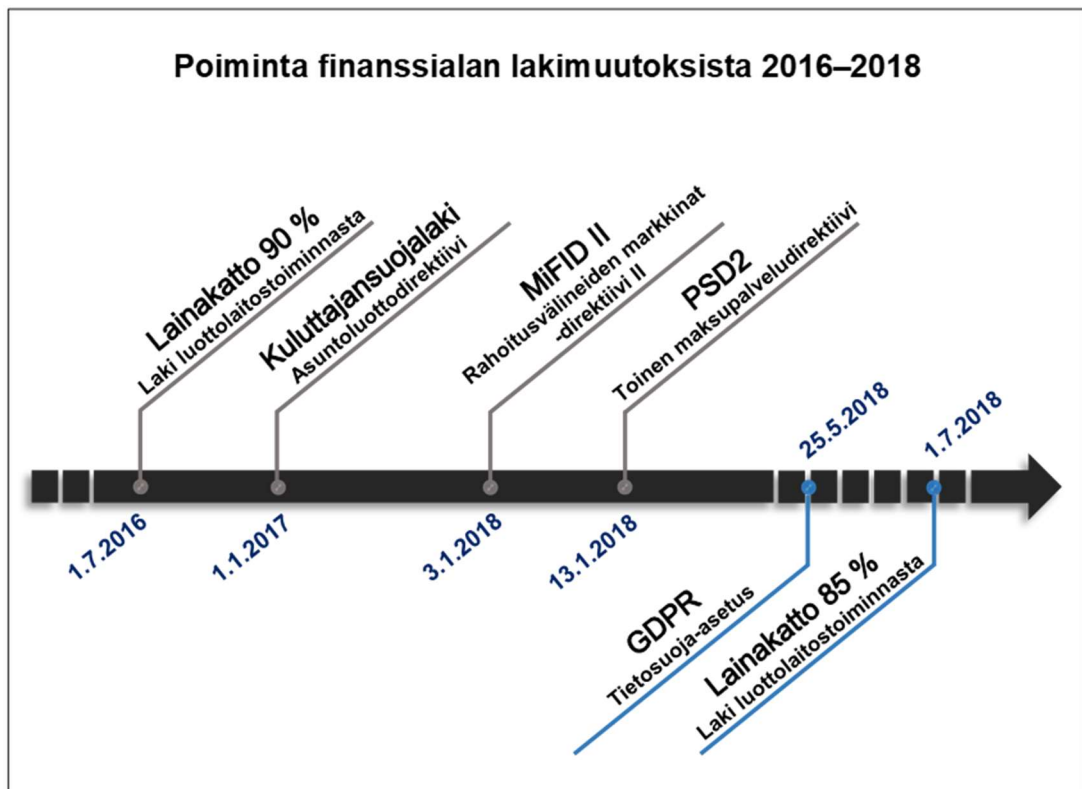 Poiminta finanssialan lakimuutoksista 2016–2018
Lainakatto 90 %
Laki luottolaitostoiminnasta
1.7.2016
Kuluttajansuojalaki
Asuntoluottodirektiivi
1.1.2017
MiFID II
Rahoitusvälineiden markkinat
-direktiivi II
3.1.2018
PSD2
Toinen maksupalveludirektiivi
13.1.2018
25.5.2018
GDPR
Tietosuoja-asetus
1.7.2018
Lainakatto 85 %
Laki luottolaitostoiminnasta